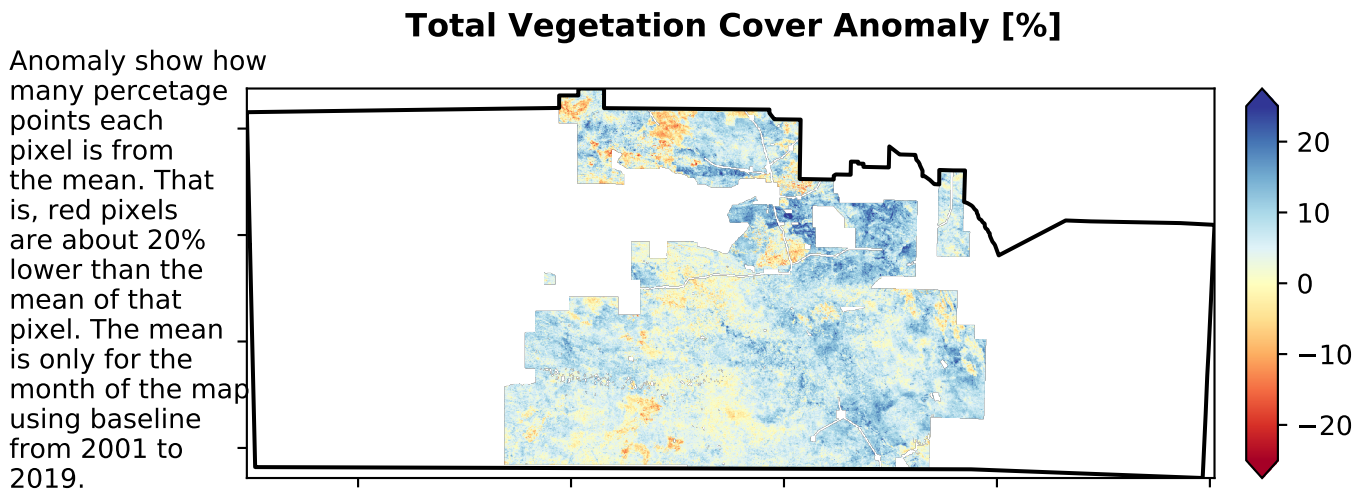 Total Vegetation Cover Anomaly [%]
Anomaly show how
many percetage
points each
pixel is from
the mean. That
is, red pixels
are about 20%
lower than the
mean of that
pixel. The mean
is only for the
month of the map
using baseline
from 2001 to
2019.
20
10
0
−10
−20